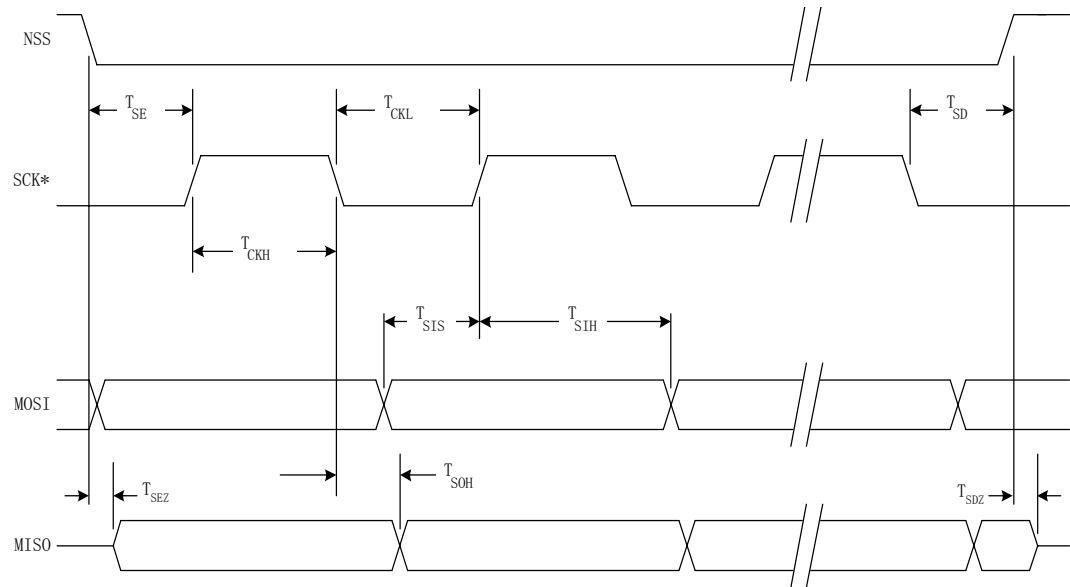 NSS
T_SE
T_CKL
T_SD
SCK*
T_CKH
T_SIS
T_SIH
MOSI
T_SOH
T_SEZ
T_SDZ
MISO